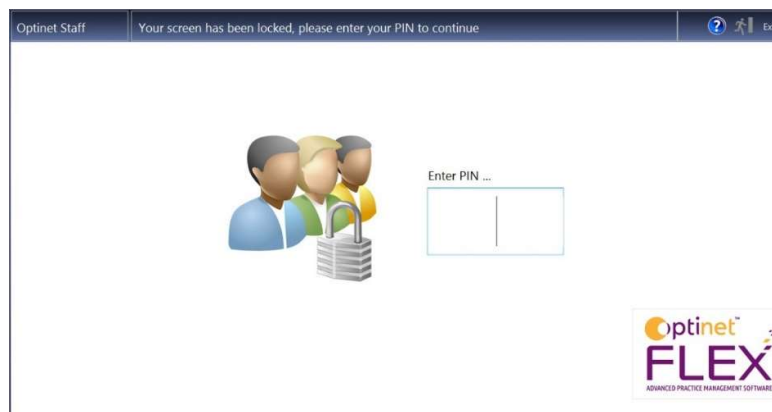 Optinet Staff
Your screen has been locked, please enter your PIN to continue
?
Enter PIN ...
Optinet™
FLEX
ADVANCED PRACTICE MANAGEMENT SOFTWARE